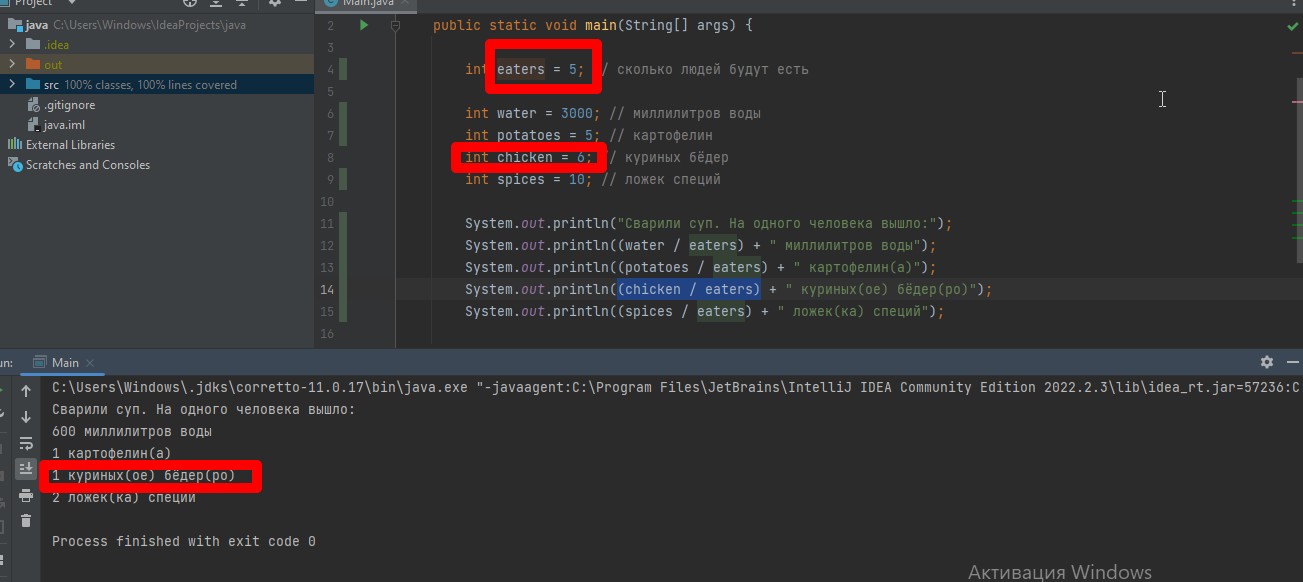 Project
java C:\Users\Windows\IdeaProjects\java
.idea
out
src 100% classes, 100% lines covered
.gitignore
java.iml
External Libraries
Scratches and Consoles
Main.java
2 public static void main(String[] args) {
3
4 int eaters = 5; / сколько людей будут есть
5
6 int water = 3000; // миллилитров воды
7 int potatoes = 5; // картофелин
8 int chicken = 6; / куриных бёдер
9 int spices = 10; // ложек специй
10
11 System.out.println("Сварили суп. На одного человека вышло:");
12 System.out.println((water / eaters) + " миллилитров воды");
13 System.out.println((potatoes / eaters) + " картофелин(а)");
14 System.out.println((chicken / eaters) + " куриных(ое) бёдер(ро)");
15 System.out.println((spices / eaters) + " ложек(ка) специй");
16
un: Main
C:\Users\Windows\.jdks\corretto-11.0.17\bin\java.exe "-javaagent:C:\Program Files\JetBrains\IntelliJ IDEA Community Edition 2022.2.3\lib\idea_rt.jar=57236:C
Сварили суп. На одного человека вышло:
600 миллилитров воды
1 картофелин(а)
1 куриных(ое) бёдер(ро)
2 ложек(ка) специй
Process finished with exit code 0
Активация Windows